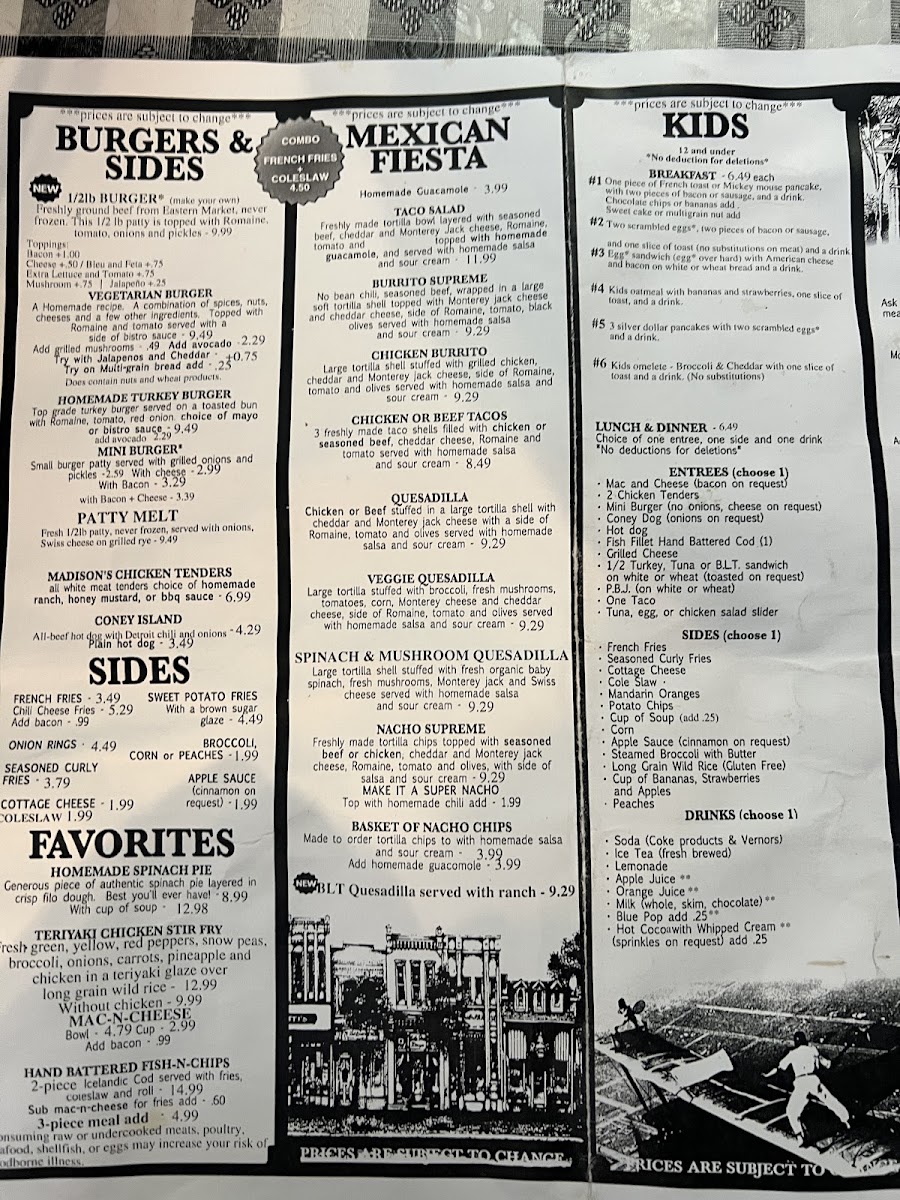 ***prices are subject to change***
BURGERS &
SIDES
COMBO
FRENCH FRIES
+
COLESLAW
4.50
NEW
1/2lb BURGER* (make your own)
Freshly ground beef from Eastern Market, never
frozen. This 1/2 lb patty is topped with Romaine,
tomato, onions and pickles - 9.99
Toppings:
Bacon +1.00
Cheese +.50 / Bleu and Feta +.75
Extra Lettuce and Tomato +.75
Mushroom +.75 | Jalapeño +.25
VEGETARIAN BURGER
A Homemade recipe. A combination of spices, nuts,
cheeses and a few other ingredients. Topped with
Romaine and tomato served with a
side of bistro sauce - 9.49
Add grilled mushrooms - .49 Add avocado -2.29
Try with Jalapenos and Cheddar - +0.75
Try on Multi-grain bread add - .25
Does contain nuts and wheat products.
HOMEMADE TURKEY BURGER
Top grade turkey burger served on a toasted bun
with Romaine, tomato, red onion. choice of mayo
or bistro sauce - 9.49
add avocado 2.29
MINI BURGER*
Small burger patty served with grilled onions and
pickles -2.59 With cheese -2.99
With Bacon - 3.29
with Bacon + Cheese - 3.39
PATTY MELT
Fresh 1/2lb patty, never frozen, served with onions,
Swiss cheese on grilled rye - 9.49
MADISON'S CHICKEN TENDERS
all white meat tenders choice of homemade
ranch, honey mustard, or bbq sauce - 6.99
CONEY ISLAND
All-beef hot dog with Detroit chili and onions -4.29
Plain hot dog - 3.49
SIDES
FRENCH FRIES - 3.49
Chili Cheese Fries - 5.29
Add bacon - .99
SWEET POTATO FRIES
With a brown sugar
glaze - 4.49
ONION RINGS - 4.49
BROCCOLI,
CORN or PEACHES -1.99
SEASONED CURLY
FRIES - 3.79
APPLE SAUCE
(cinnamon on
request) -1.99
COTTAGE CHEESE - 1.99
COLESLAW 1.99
FAVORITES
HOMEMADE SPINACH PIE
Generous piece of authentic spinach pie layered in
crisp filo dough. Best you'll ever have! -8.99
With cup of soup - 12.98
TERIYAKI CHICKEN STIR FRY
Fresh green, yellow, red peppers, snow peas,
broccoli, onions, carrots, pineapple and
chicken in a teriyaki glaze over
long grain wild rice - 12.99
Without chicken - 9.99
MAC-N-CHEESE
Bowl - 4.79 Cup - 2.99
Add bacon - .99
HAND BATTERED FISH-N-CHIPS
2-piece Icelandic Cod served with fries,
coleslaw and roll - 14.99
Sub mac-n-cheese for fries add - .60
3-piece meal add - 4.99
onsuming raw or undercooked meats, poultry,
afood, shellfish, or eggs may increase your risk of
odborne illness.
***prices are subject to change***
MEXICAN
FIESTA
Homemade Guacamole - 3.99
TACO SALAD
Freshly made tortilla bowl layered with seasoned
beef, cheddar and Monterey Jack cheese, Romaine,
tomato and topped with homemade
guacamole, and served with homemade salsa
and sour cream - 11.99
BURRITO SUPREME
No bean chili, seasoned beef, wrapped in a large
soft tortilla shell topped with Monterey jack cheese
and cheddar cheese, side of Romaine, tomato, black
olives served with homemade salsa
and sour cream - 9.29
CHICKEN BURRITO
Large tortilla shell stuffed with grilled chicken,
cheddar and Monterey jack cheese, side of Romaine,
tomato and olives served with homemade salsa and
sour cream - 9.29
CHICKEN OR BEEF TACOS
3 freshly made taco shells filled with chicken or
seasoned beef, cheddar cheese, Romaine and
tomato served with homemade salsa
and sour cream - 8.49
QUESADILLA
Chicken or Beef stuffed in a large tortilla shell with
cheddar and Monterey jack cheese with a side of
Romaine, tomato and olives served with homemade
salsa and sour cream - 9.29
VEGGIE QUESADILLA
Large tortilla stuffed with broccoli, fresh mushrooms,
tomatoes, corn, Monterey cheese and cheddar
cheese, side of Romaine, tomato and olives served
with homemade salsa and sour cream - 9.29
SPINACH & MUSHROOM QUESADILLA
Large tortilla shell stuffed with fresh organic baby
spinach, fresh mushrooms, Monterey jack and Swiss
cheese served with homemade salsa
and sour cream - 9.29
NACHO SUPREME
Freshly made tortilla chips topped with seasoned
beef or chicken, cheddar and Monterey jack
cheese, Romaine, tomato and olives, with side of
salsa and sour cream - 9.29
MAKE IT A SUPER NACHO
Top with homemade chili add - 1.99
BASKET OF NACHO CHIPS
Made to order tortilla chips to with homemade salsa
and sour cream - 3.99
Add homemade guacomole - 3.99
NEW
BLT Quesadilla served with ranch - 9.29
PRICES ARE SUBJECT TO CHANGE
***prices are subject to change***
KIDS
12 and under
*No deduction for deletions*
BREAKFAST - 6.49 each
#1 One piece of French toast or Mickey mouse pancake,
with two pieces of bacon or sausage, and a drink.
Chocolate chips or bananas add .
Sweet cake or multigrain nut add
#2 Two scrambled eggs*, two pieces of bacon or sausage,
and one slice of toast (no substitutions on meat) and a drink
#3 Egg* sandwich (egg* over hard) with American cheese
and bacon on white or wheat bread and a drink.
#4 Kids oatmeal with bananas and strawberries, one slice of
toast, and a drink.
#5 3 silver dollar pancakes with two scrambled eggs*
and a drink.
#6 Kids omelete - Broccoli & Cheddar with one slice of
toast and a drink. (No substitutions)
LUNCH & DINNER - 6.49
Choice of one entree, one side and one drink
*No deductions for deletions*
ENTREES (choose 1)
· Mac and Cheese (bacon on request)
· 2 Chicken Tenders
· Mini Burger (no onions, cheese on request)
· Coney Dog (onions on request)
· Hot dog
· Fish Fillet Hand Battered Cod (1)
· Grilled Cheese
· 1/2 Turkey, Tuna or B.L.T. sandwich
on white or wheat (toasted on request)
· P.B.J. (on white or wheat)
· One Taco
· Tuna, egg, or chicken salad slider
SIDES (choose 1)
· French Fries
· Seasoned Curly Fries
· Cottage Cheese
· Cole Slaw
· Mandarin Oranges
· Potato Chips
· Cup of Soup (add .25)
· Corn
· Apple Sauce (cinnamon on request)
· Steamed Broccoli with Butter
· Long Grain Wild Rice (Gluten Free)
· Cup of Bananas, Strawberries
and Apples
· Peaches
DRINKS (choose 1)
· Soda (Coke products & Vernors)
· Ice Tea (fresh brewed)
· Lemonade
· Apple Juice **
· Orange Juice **
· Milk (whole, skim, chocolate) **
· Blue Pop add .25**
· Hot Cocoawith Whipped Cream **
(sprinkles on request) add .25
PRICES ARE SUBJECT TO
Ask
mea